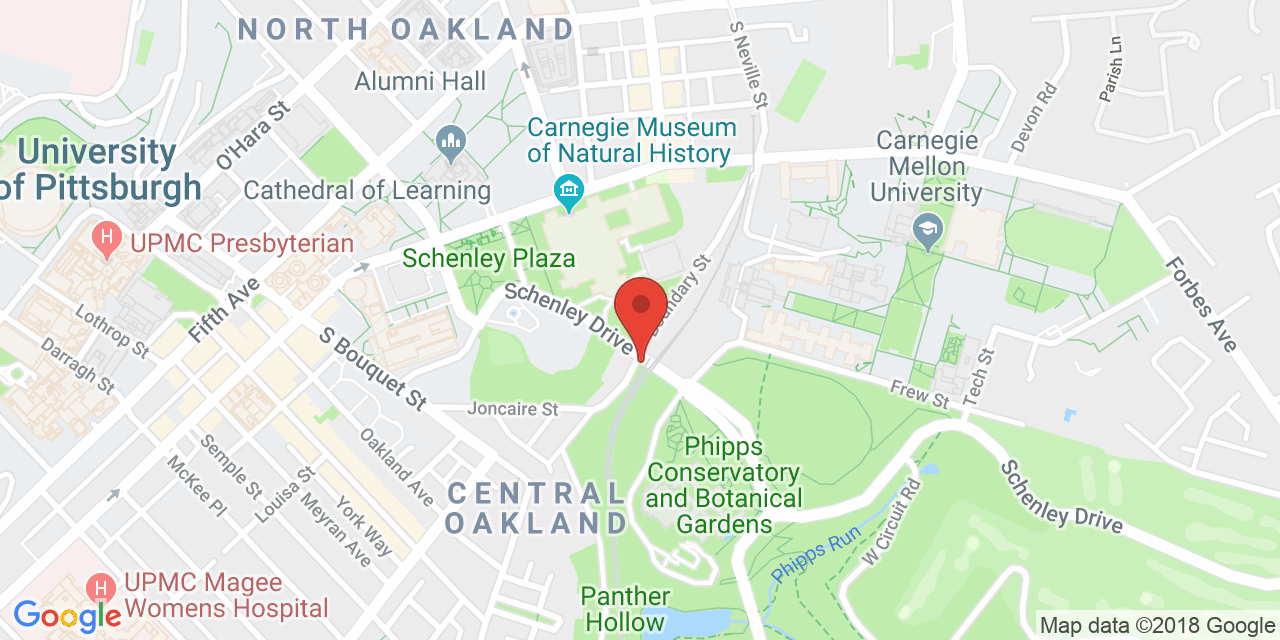 NORTH OAKLAND
S Neville St
Parish Ln
Alumni Hall
Devon Rd
O'Hara St
Carnegie Museum
of Natural History
Carnegie
Mellon
University
University
of Pittsburgh
Cathedral of Learning
UPMC Presbyterian
Schenley Plaza
Boundary St
Forbes Ave
Fifth Ave
Schenley Drive
Lothrop St
Darragh St
S Bouquet St
Tech St
Frew St
Joncaire St
Oakland Ave
Semple St
McKee Pl
Louisa St
Meyran Ave
York Way
CENTRAL
OAKLAND
Phipps
Conservatory
and Botanical
Gardens
Schenley Drive
W Circuit Rd
Phipps Run
H
H
UPMC Magee
Womens Hospital
Panther
Hollow
Google
Map data ©2018 Google